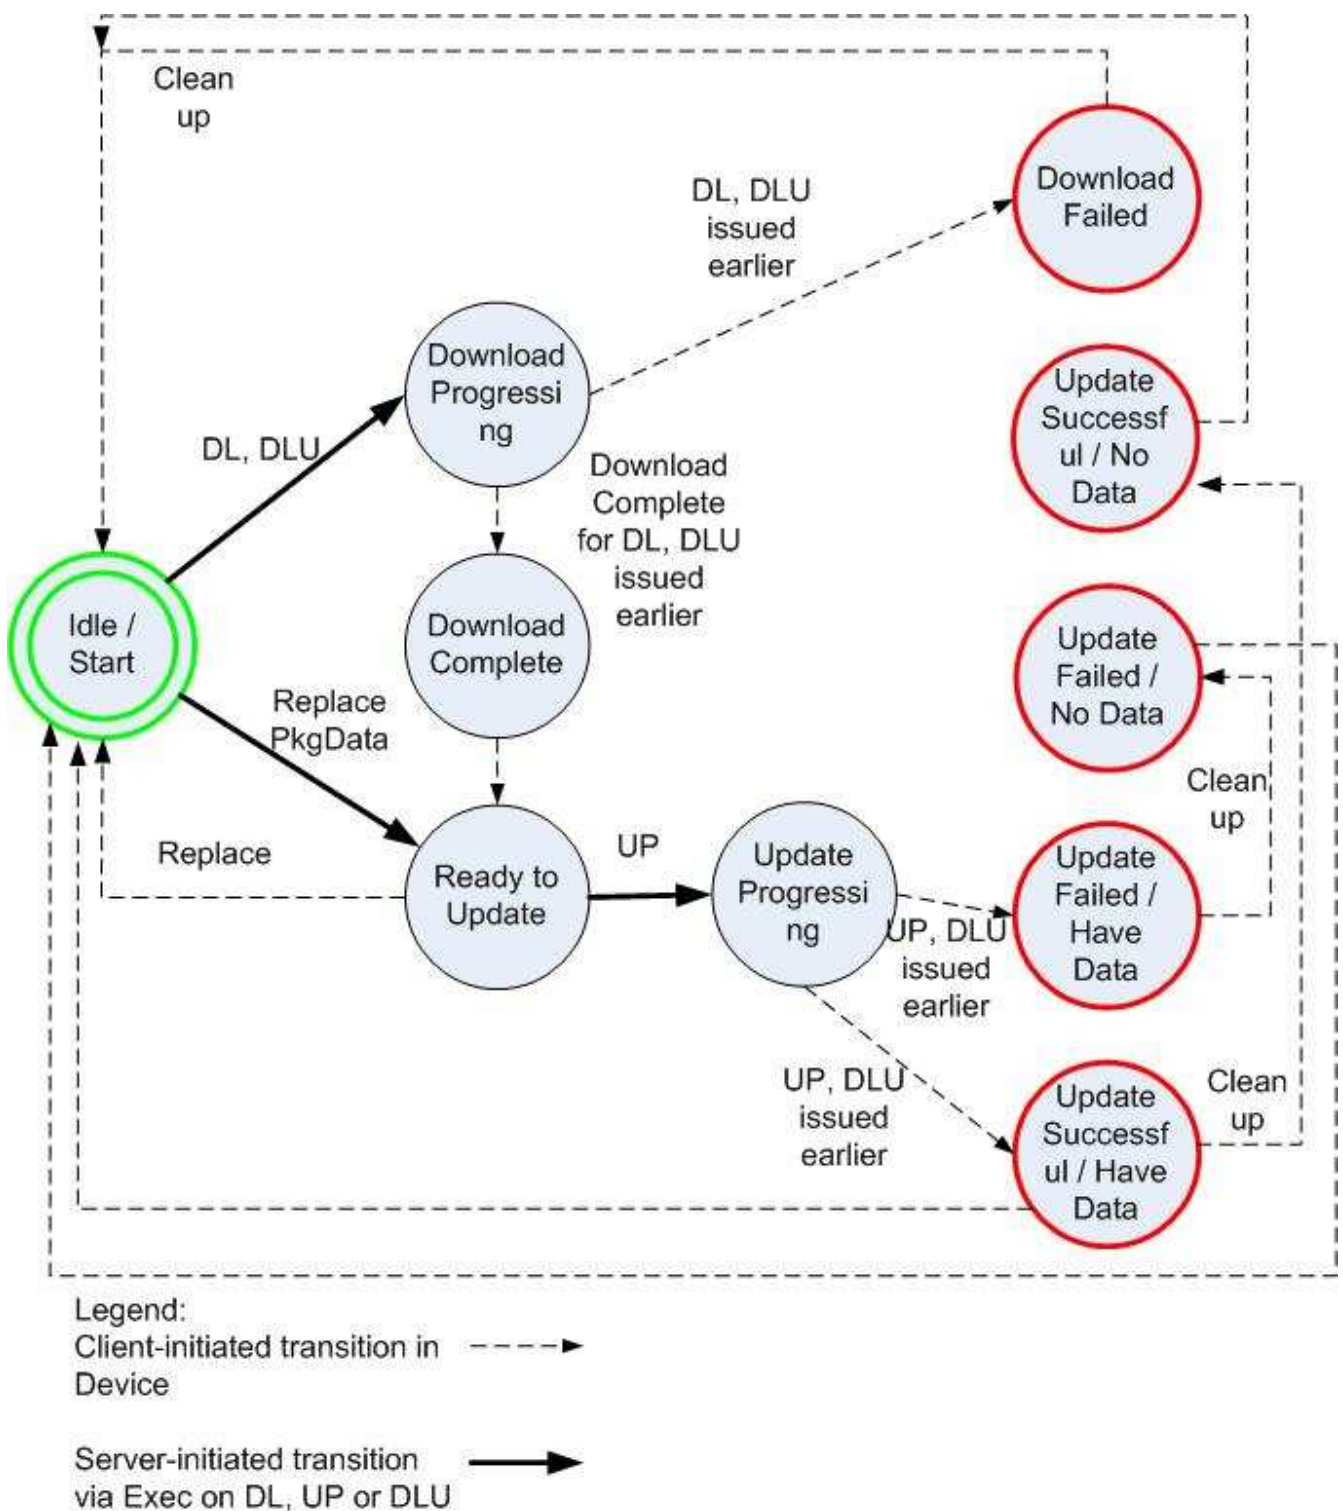 Clean
up
Download
Failed
DL, DLU
issued
earlier
Download
Progressi
ng
Update
Successf
ul / No
Data
DL, DLU
Download
Complete
for DL, DLU
issued
earlier
Idle /
Start
Download
Complete
Update
Failed /
No Data
Replace
PkgData
Clean
up
Replace
Ready to
Update
UP
Update
Progressi
ng
Update
Failed /
Have
Data
UP, DLU
issued
earlier
UP, DLU
issued
earlier
Update
Successf
ul / Have
Data
Clean
up
Legend:
Client-initiated transition in
Device
Server-initiated transition
via Exec on DL, UP or DLU